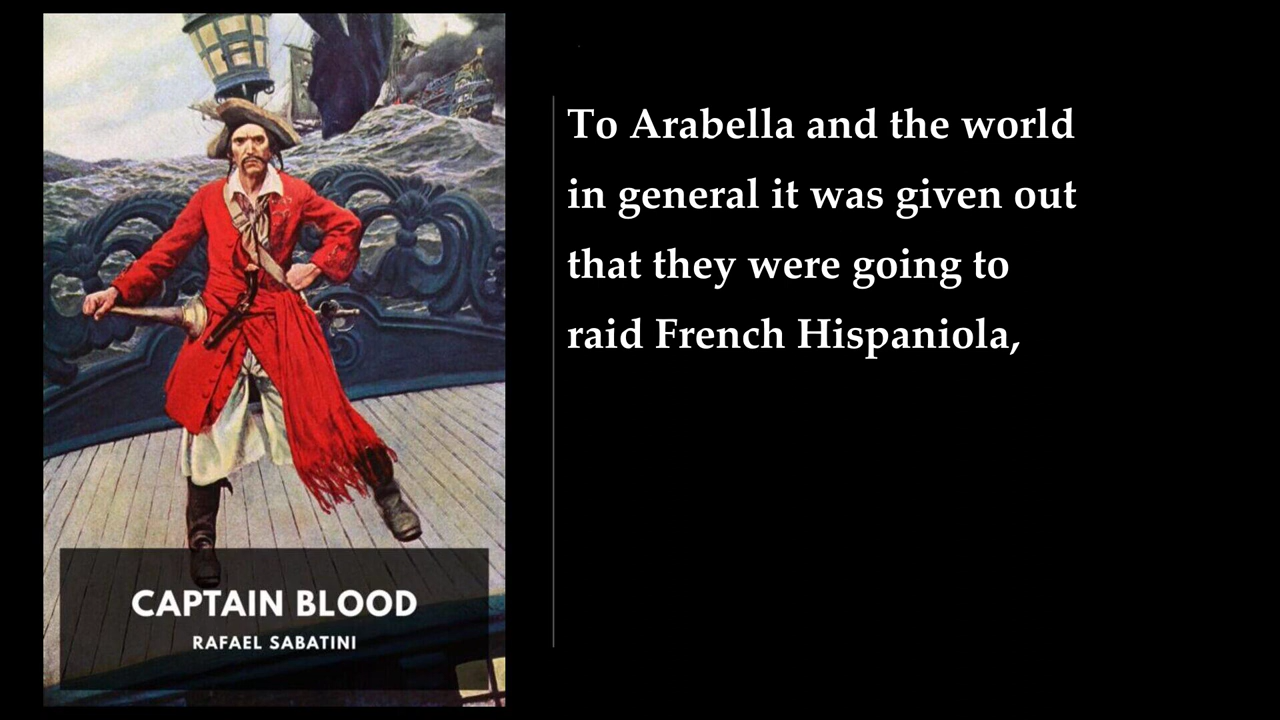 To Arabella and the world
in general it was given out
that they were going to
raid French Hispaniola,
CAPTAIN BLOOD
RAFAEL SABATINI